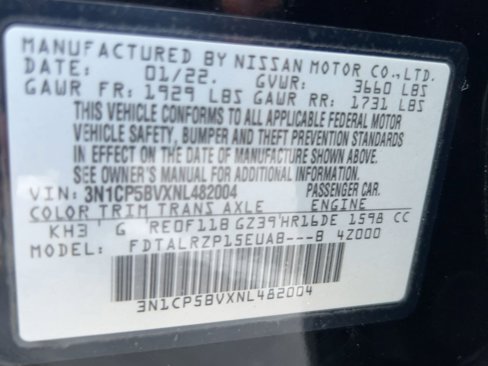 MANUFACTURED BY NISSAN MOTOR CO.,LTD.
DATE: 01/22. GVWR: 3660 LBS
GAWR FR: 1929 LBS GAWR RR: 1731 LBS
THIS VEHICLE CONFORMS TO ALL APPLICABLE FEDERAL MOTOR
VEHICLE SAFETY, BUMPER AND THEFT PREVENTION STANDARDS
IN EFFECT ON THE DATE OF MANUFACTURE SHOWN ABOVE.
SEE OWNER'S MANUAL FOR ADDITIONAL INFORMATION.
VIN: 3N1CP5BVXNL482004 PASSENGER CAR.
COLOR TRIM TRANS AXLE ENGINE
KH3 G RE0F11B GZ39 HR16DE 1598 CC
MODEL: FDTALRZP15EUAB---B 4Z000
3N1CP5BVXNL482004